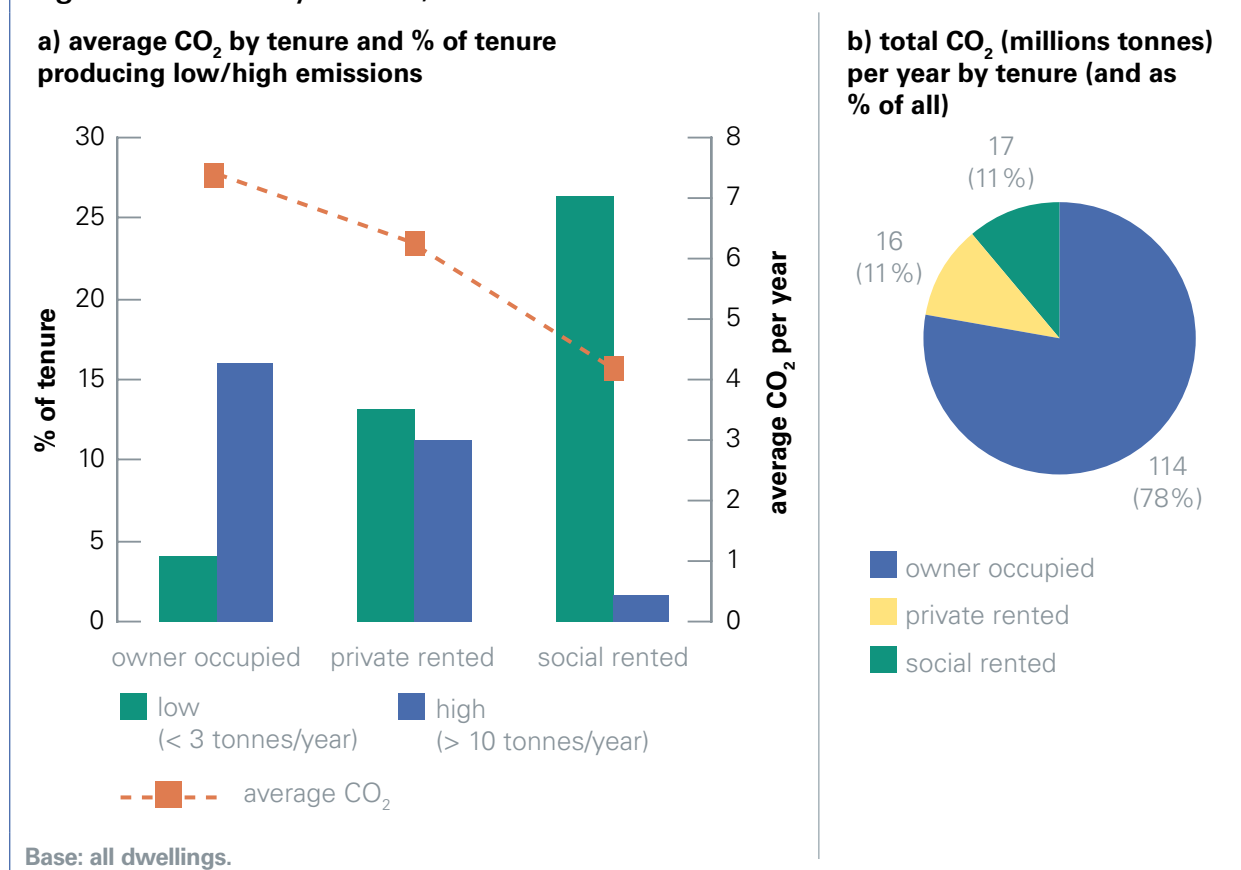 a) average CO2 by tenure and % of tenure
producing low/high emissions
30
25
20
15
10
5
0
% of tenure
8
7
6
5
4
3
2
1
0
average CO2 per year
owner occupied
private rented
social rented
low
(< 3 tonnes/year)
high
(> 10 tonnes/year)
average CO2
b) total CO2 (millions tonnes)
per year by tenure (and as
% of all)
17
(11%)
16
(11%)
114
(78%)
owner occupied
private rented
social rented
Base: all dwellings.